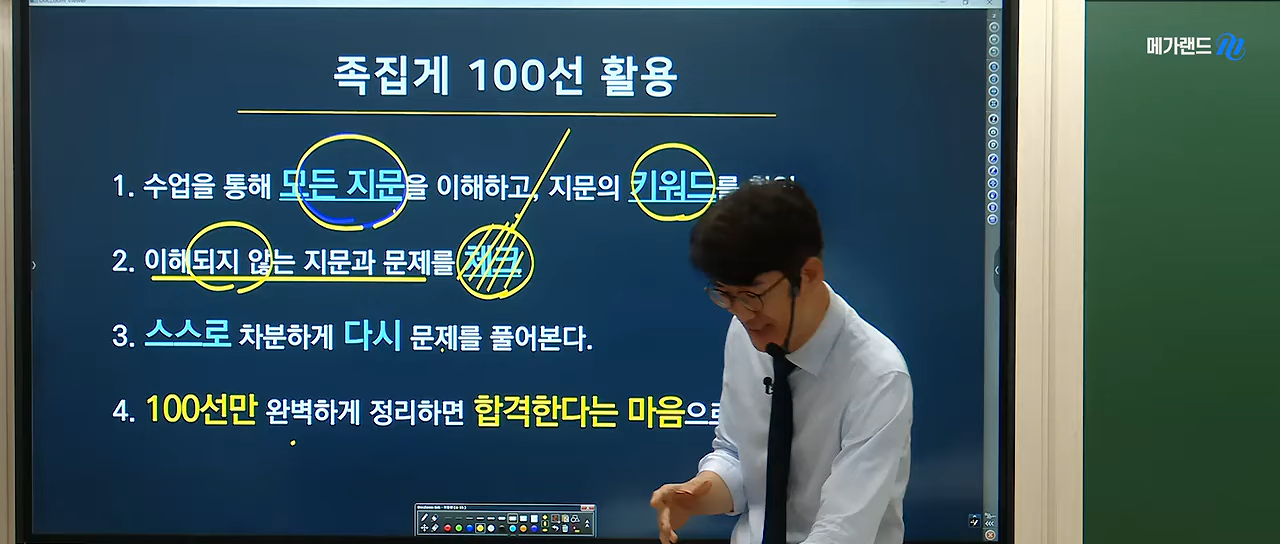 메가랜드
족집게 100선 활용
1. 수업을 통해 모든 지문을 이해하고, 지문의 키워드를
2. 이해되지 않는 지문과 문제를 체크
3. 스스로 차분하게 다시 문제를 풀어본다.
4. 100선만 완벽하게 정리하면 합격한다는 마음으로